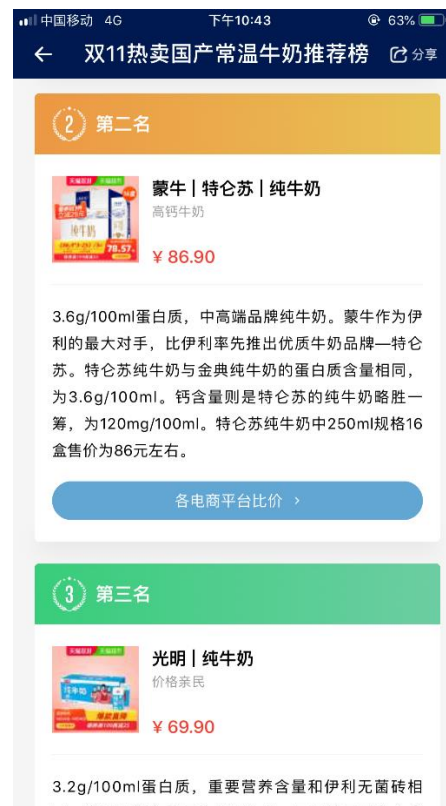 中国移动 4G 下午10:43 63%
双11热卖国产常温牛奶推荐榜 分享
2 第二名
蒙牛 | 特仑苏 | 纯牛奶
高钙牛奶
纯牛奶
78.57
¥ 86.90
3.6g/100ml蛋白质，中高端品牌纯牛奶。蒙牛作为伊
利的最大对手，比伊利率先推出优质牛奶品牌—特仑
苏。特仑苏纯牛奶与金典纯牛奶的蛋白质含量相同，
为3.6g/100ml。钙含量则是特仑苏的纯牛奶略胜一
筹，为120mg/100ml。特仑苏纯牛奶中250ml规格16
盒售价为86元左右。
各电商平台比价 ›
3 第三名
光明 | 纯牛奶
价格亲民
纯牛奶
¥ 69.90
3.2g/100ml蛋白质，重要营养含量和伊利无菌砖相